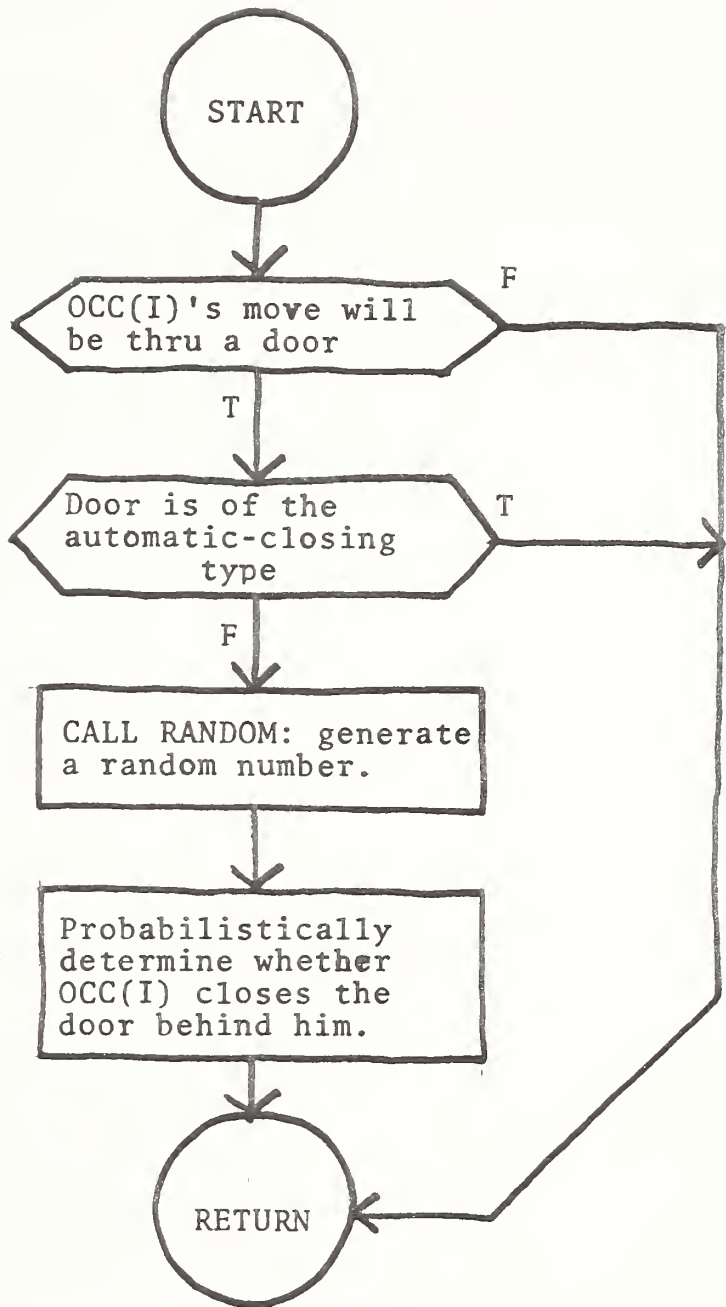 START
OCC(I)'s move will
be thru a door
F
T
Door is of the
automatic-closing
type
T
F
CALL RANDOM: generate
a random number.
Probabilistically
determine whether
OCC(I) closes the
door behind him.
RETURN